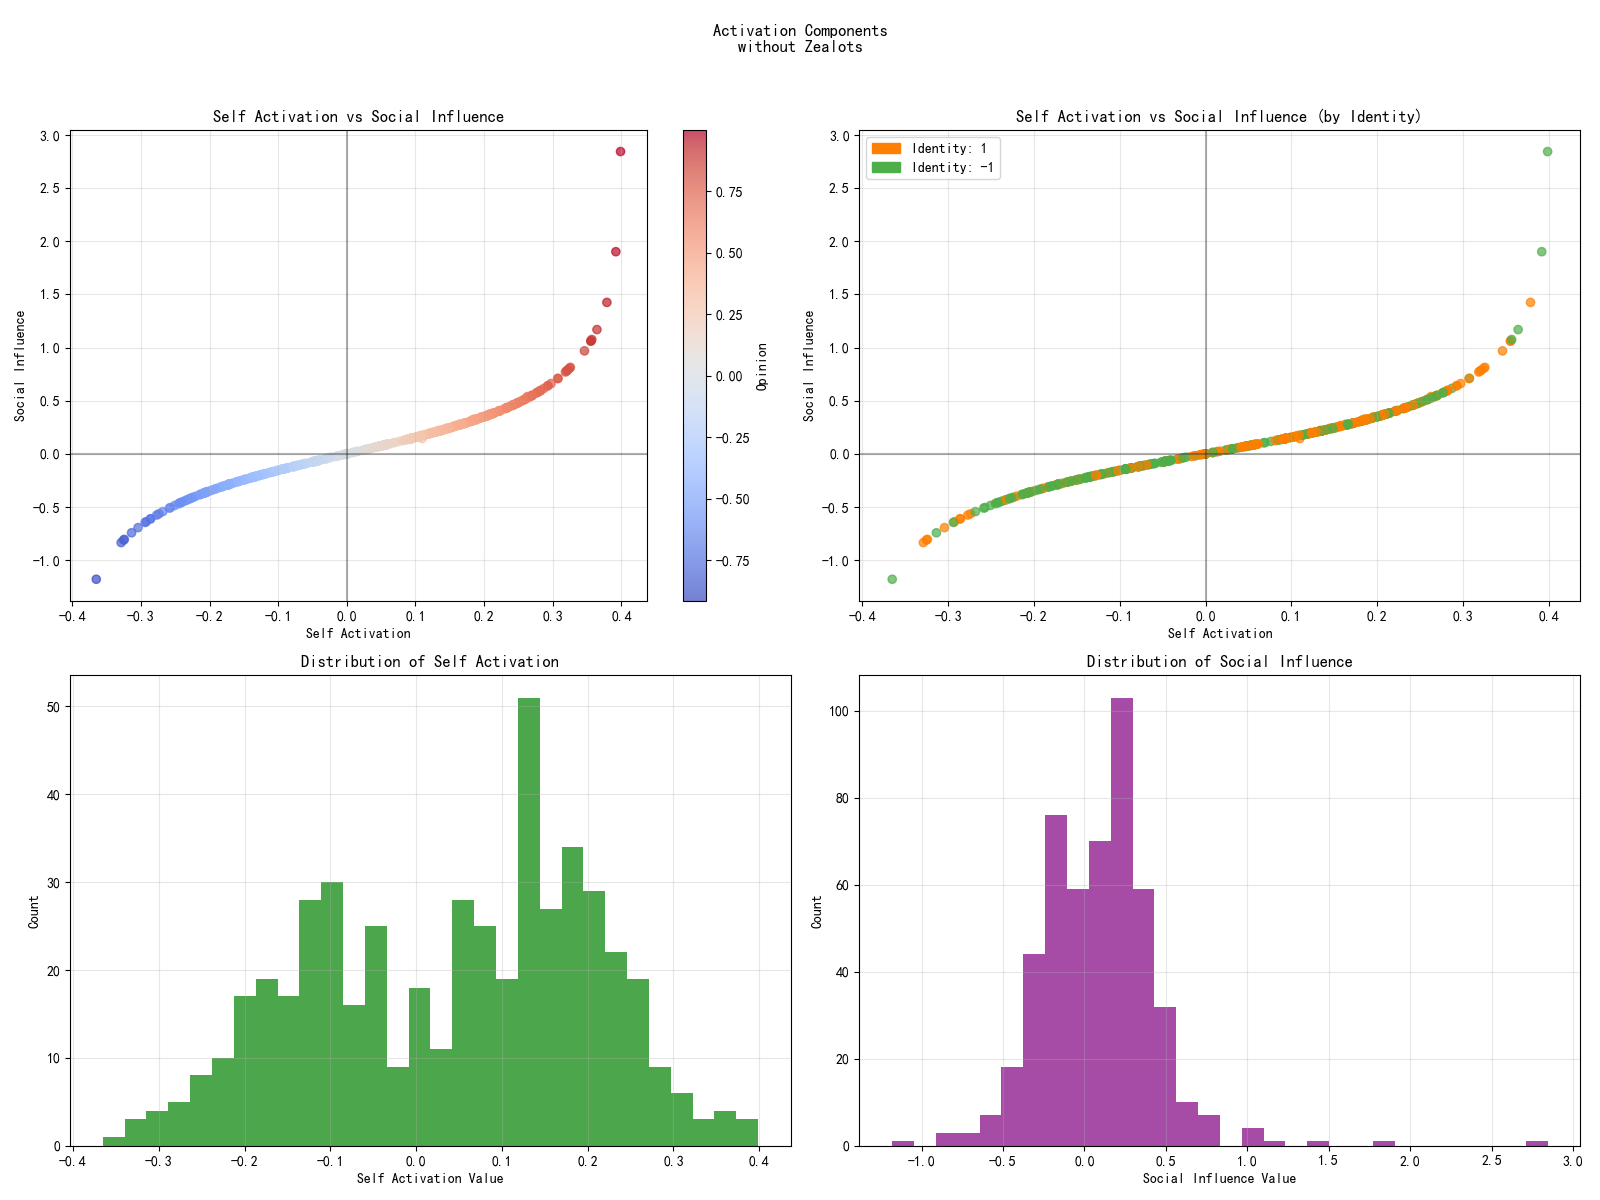 Activation Components
without Zealots
Self Activation vs Social Influence
3.0
2.5
2.0
1.5
1.0
0.5
0.0
−0.5
−1.0
Social Influence
−0.4 −0.3 −0.2 −0.1 0.0 0.1 0.2 0.3 0.4
Self Activation
0.75
0.50
0.25
0.00
−0.25
−0.50
−0.75
Opinion
Self Activation vs Social Influence (by Identity)
Identity: 1
Identity: −1
3.0
2.5
2.0
1.5
1.0
0.5
0.0
−0.5
−1.0
Social Influence
−0.4 −0.3 −0.2 −0.1 0.0 0.1 0.2 0.3 0.4
Self Activation
Distribution of Self Activation
50
40
30
20
10
0
Count
−0.4 −0.3 −0.2 −0.1 0.0 0.1 0.2 0.3 0.4
Self Activation Value
Distribution of Social Influence
100
80
60
40
20
0
Count
−1.0 −0.5 0.0 0.5 1.0 1.5 2.0 2.5 3.0
Social Influence Value